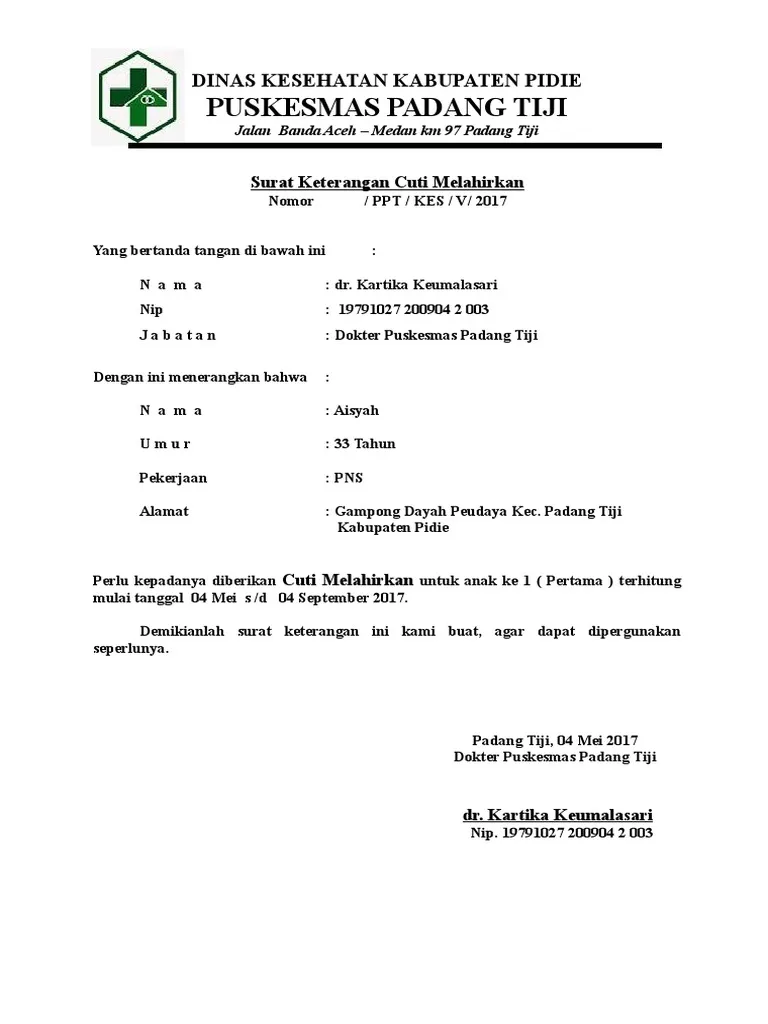 DINAS KESEHATAN KABUPATEN PIDIE
PUSKESMAS PADANG TIJI
Jalan Banda Aceh – Medan km 97 Padang Tiji
Surat Keterangan Cuti Melahirkan
Nomor / PPT / KES / V/ 2017
Yang bertanda tangan di bawah ini :
N a m a : dr. Kartika Keumalasari
Nip : 19791027 200904 2 003
J a b a t a n : Dokter Puskesmas Padang Tiji
Dengan ini menerangkan bahwa :
N a m a : Aisyah
U m u r : 33 Tahun
Pekerjaan : PNS
Alamat : Gampong Dayah Peudaya Kec. Padang Tiji
Kabupaten Pidie
Perlu kepadanya diberikan Cuti Melahirkan untuk anak ke 1 ( Pertama ) terhitung
mulai tanggal 04 Mei s /d 04 September 2017.
Demikianlah surat keterangan ini kami buat, agar dapat dipergunakan
seperlunya.
Padang Tiji, 04 Mei 2017
Dokter Puskesmas Padang Tiji
dr. Kartika Keumalasari
Nip. 19791027 200904 2 003